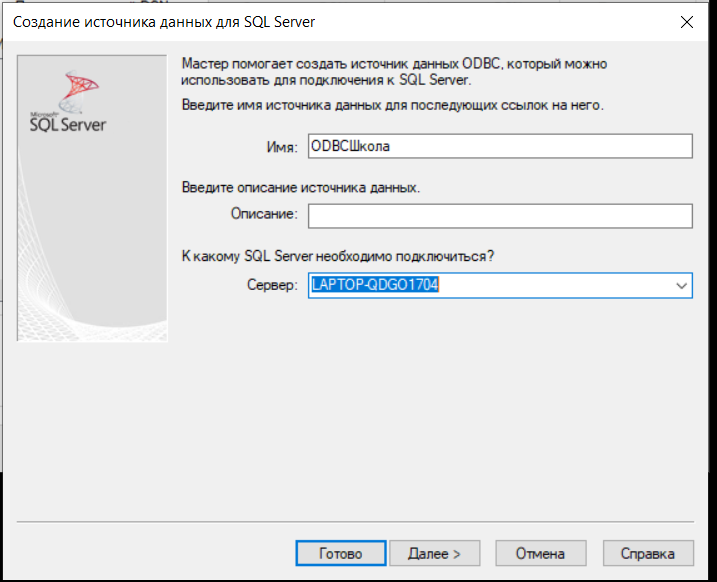 Создание источника данных для SQL Server
Microsoft®
SQL Server
Мастер помогает создать источник данных ODBC, который можно
использовать для подключения к SQL Server.
Введите имя источника данных для последующих ссылок на него.
Имя: ODBCШкола
Введите описание источника данных.
Описание:
К какому SQL Server необходимо подключиться?
Сервер: LAPTOP-QDGO1704
Готово Далее > Отмена Справка